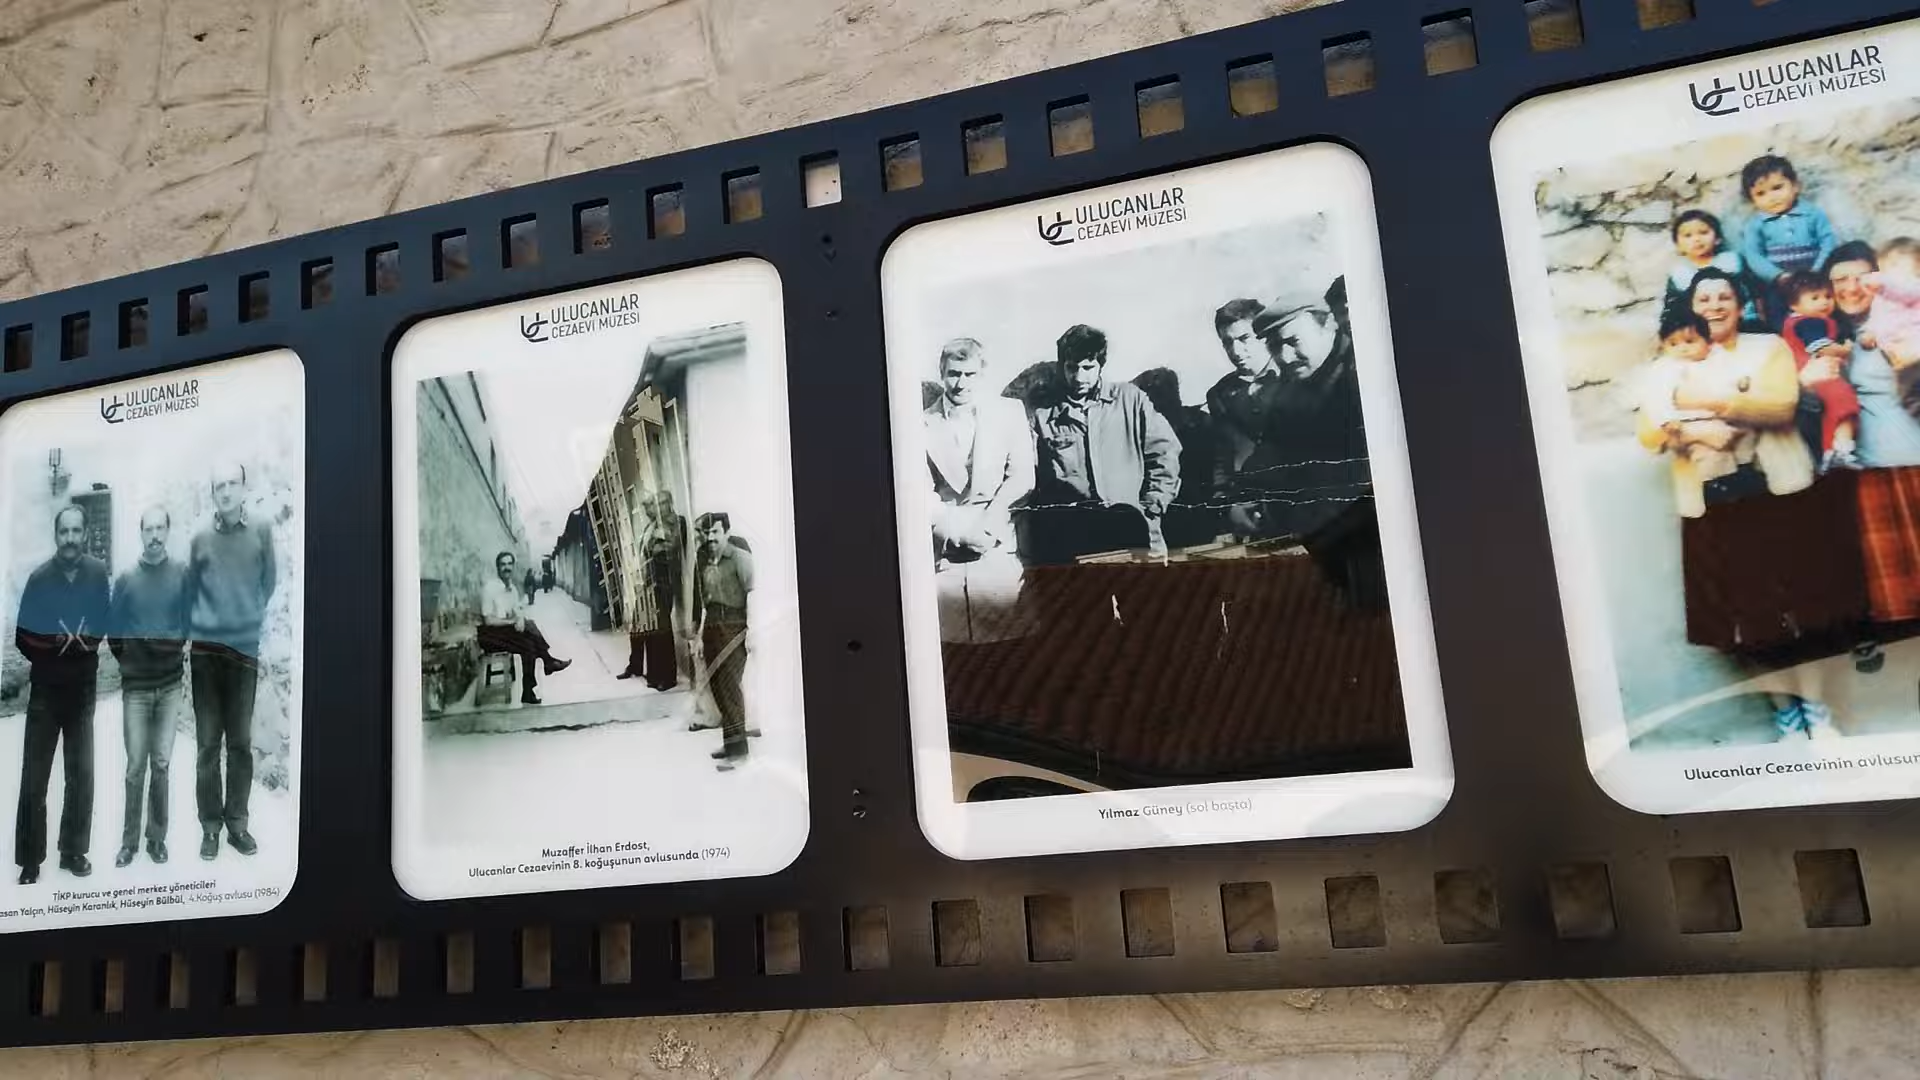 ULUCANLAR
CEZAEVİ MÜZESİ
TİKP kurucu ve genel merkez yöneticileri
Yalçın, Hüseyin Karanlık, Hüseyin Bülbül, 4.Koğuş avlusu (1984)
ULUCANLAR
CEZAEVİ MÜZESİ
Muzaffer İlhan Erdost,
Ulucanlar Cezaevinin 8. koğuşunun avlusunda (1974)
ULUCANLAR
CEZAEVİ MÜZESİ
Yılmaz Güney (sol başta)
ULUCANLAR
CEZAEVİ MÜZESİ
Ulucanlar Cezaevinin